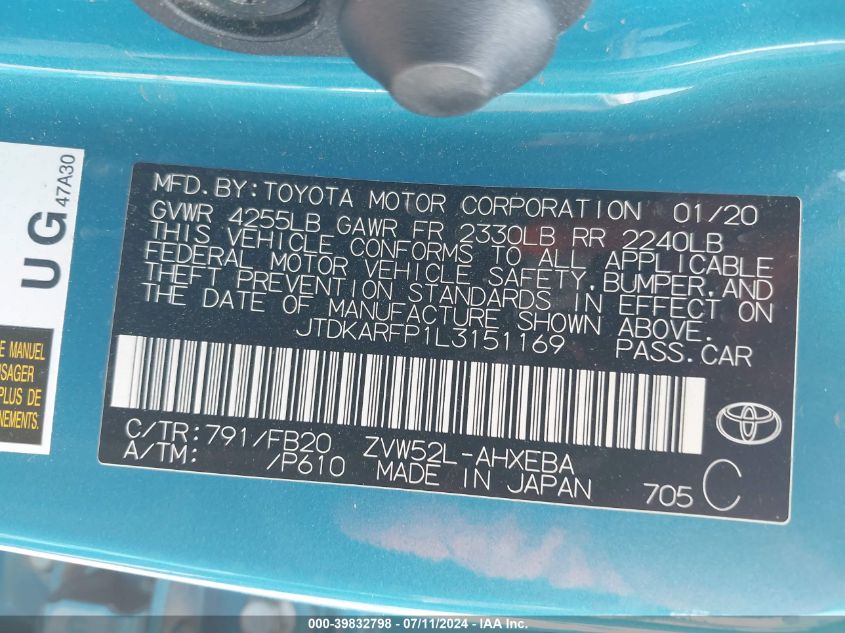 UG
47A30
E MANUEL
SAGER
PLUS DE
NEMENTS.
MFD.BY:TOYOTA MOTOR CORPORATION 01/20
GVWR 4255LB GAWR FR 2330LB RR 2240LB
THIS VEHICLE CONFORMS TO ALL APPLICABLE
FEDERAL MOTOR VEHICLE SAFETY,BUMPER,AND
THEFT PREVENTION STANDARDS IN EFFECT ON
THE DATE OF MANUFACTURE SHOWN ABOVE.
JTDKARFP1L3151169 PASS.CAR
C/TR:791/FB20 ZVW52L-AHXEBA
A/TM: /P610 MADE IN JAPAN 705 C
000-39832798 - 07/11/2024 - IAA Inc.